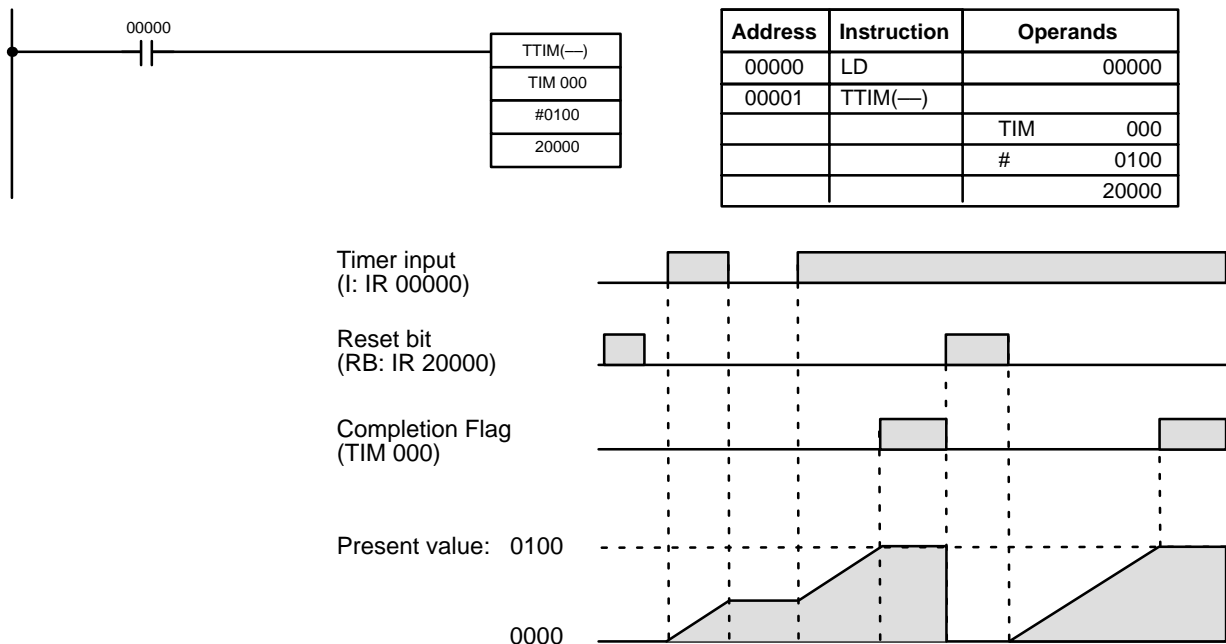 00000
TTIM(—)
TIM 000
#0100
20000
Address Instruction Operands
00000 LD 00000
00001 TTIM(—)
TIM 000
# 0100
20000
Timer input
(I: IR 00000)
Reset bit
(RB: IR 20000)
Completion Flag
(TIM 000)
Present value: 0100
0000